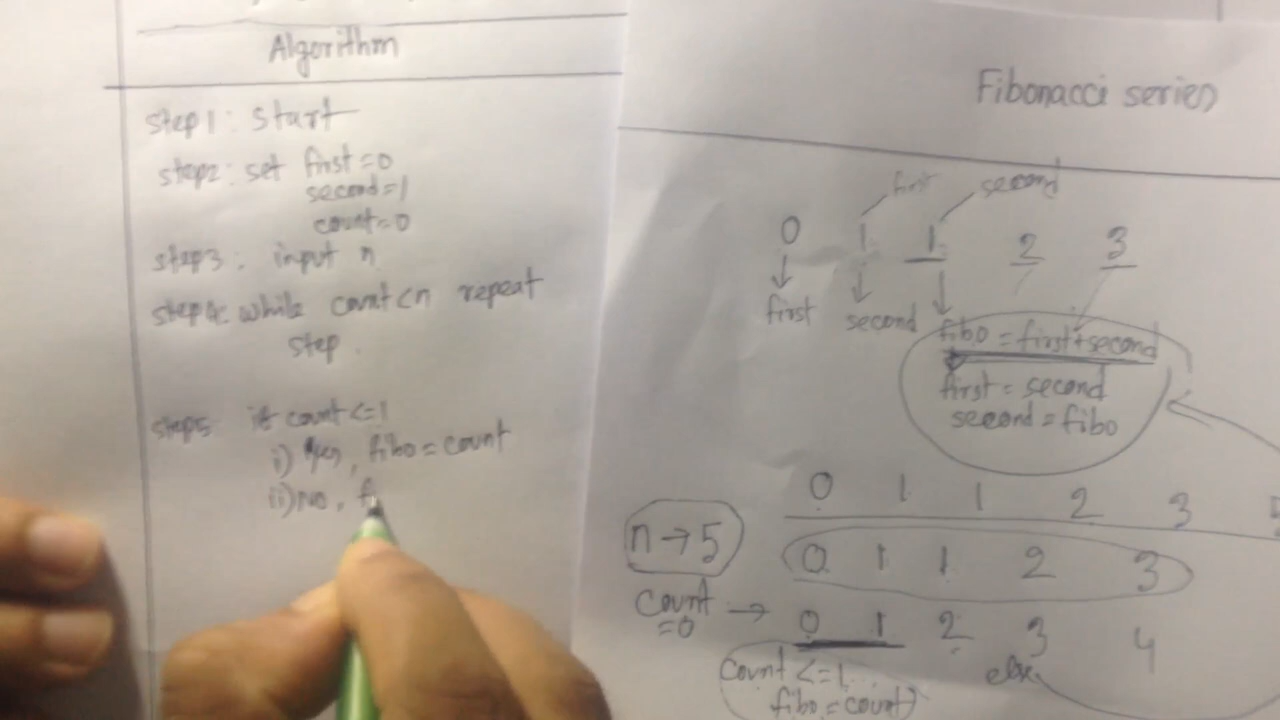 Algorithm
step1: start
step2: set first=0
second=1
count=0
step3: input n
step4: while count<n repeat
step
step5: if count<=1
i) yes, fibo=count
ii) No, f
Fibonacci series
first second
0 1 1 2 3
first second fibo = first+second
first = second
second = fibo
0 1 1 2 3
n→5 0 1 1 2 3
count =0 → 0 1 2 3 4
count <=1 else
fibo=count